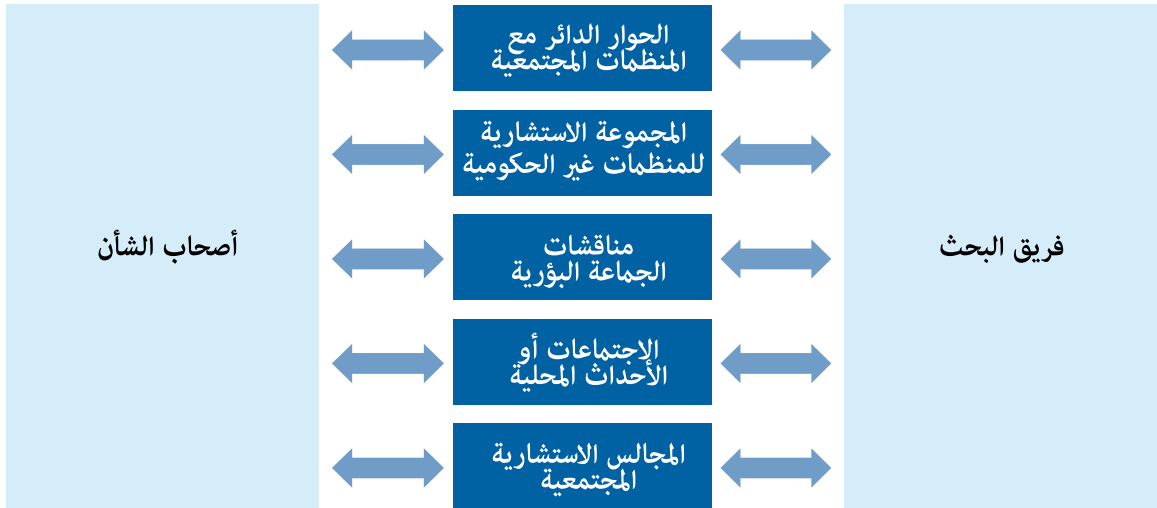 فريق البحث
الحوار الدائر مع
المنظمات المجتمعية
المجموعة الاستشارية
للمنظمات غير الحكومية
مناقشات
الجماعة البؤرية
الاجتماعات أو
الأحداث المحلية
المجالس الاستشارية
المجتمعية
أصحاب الشأن